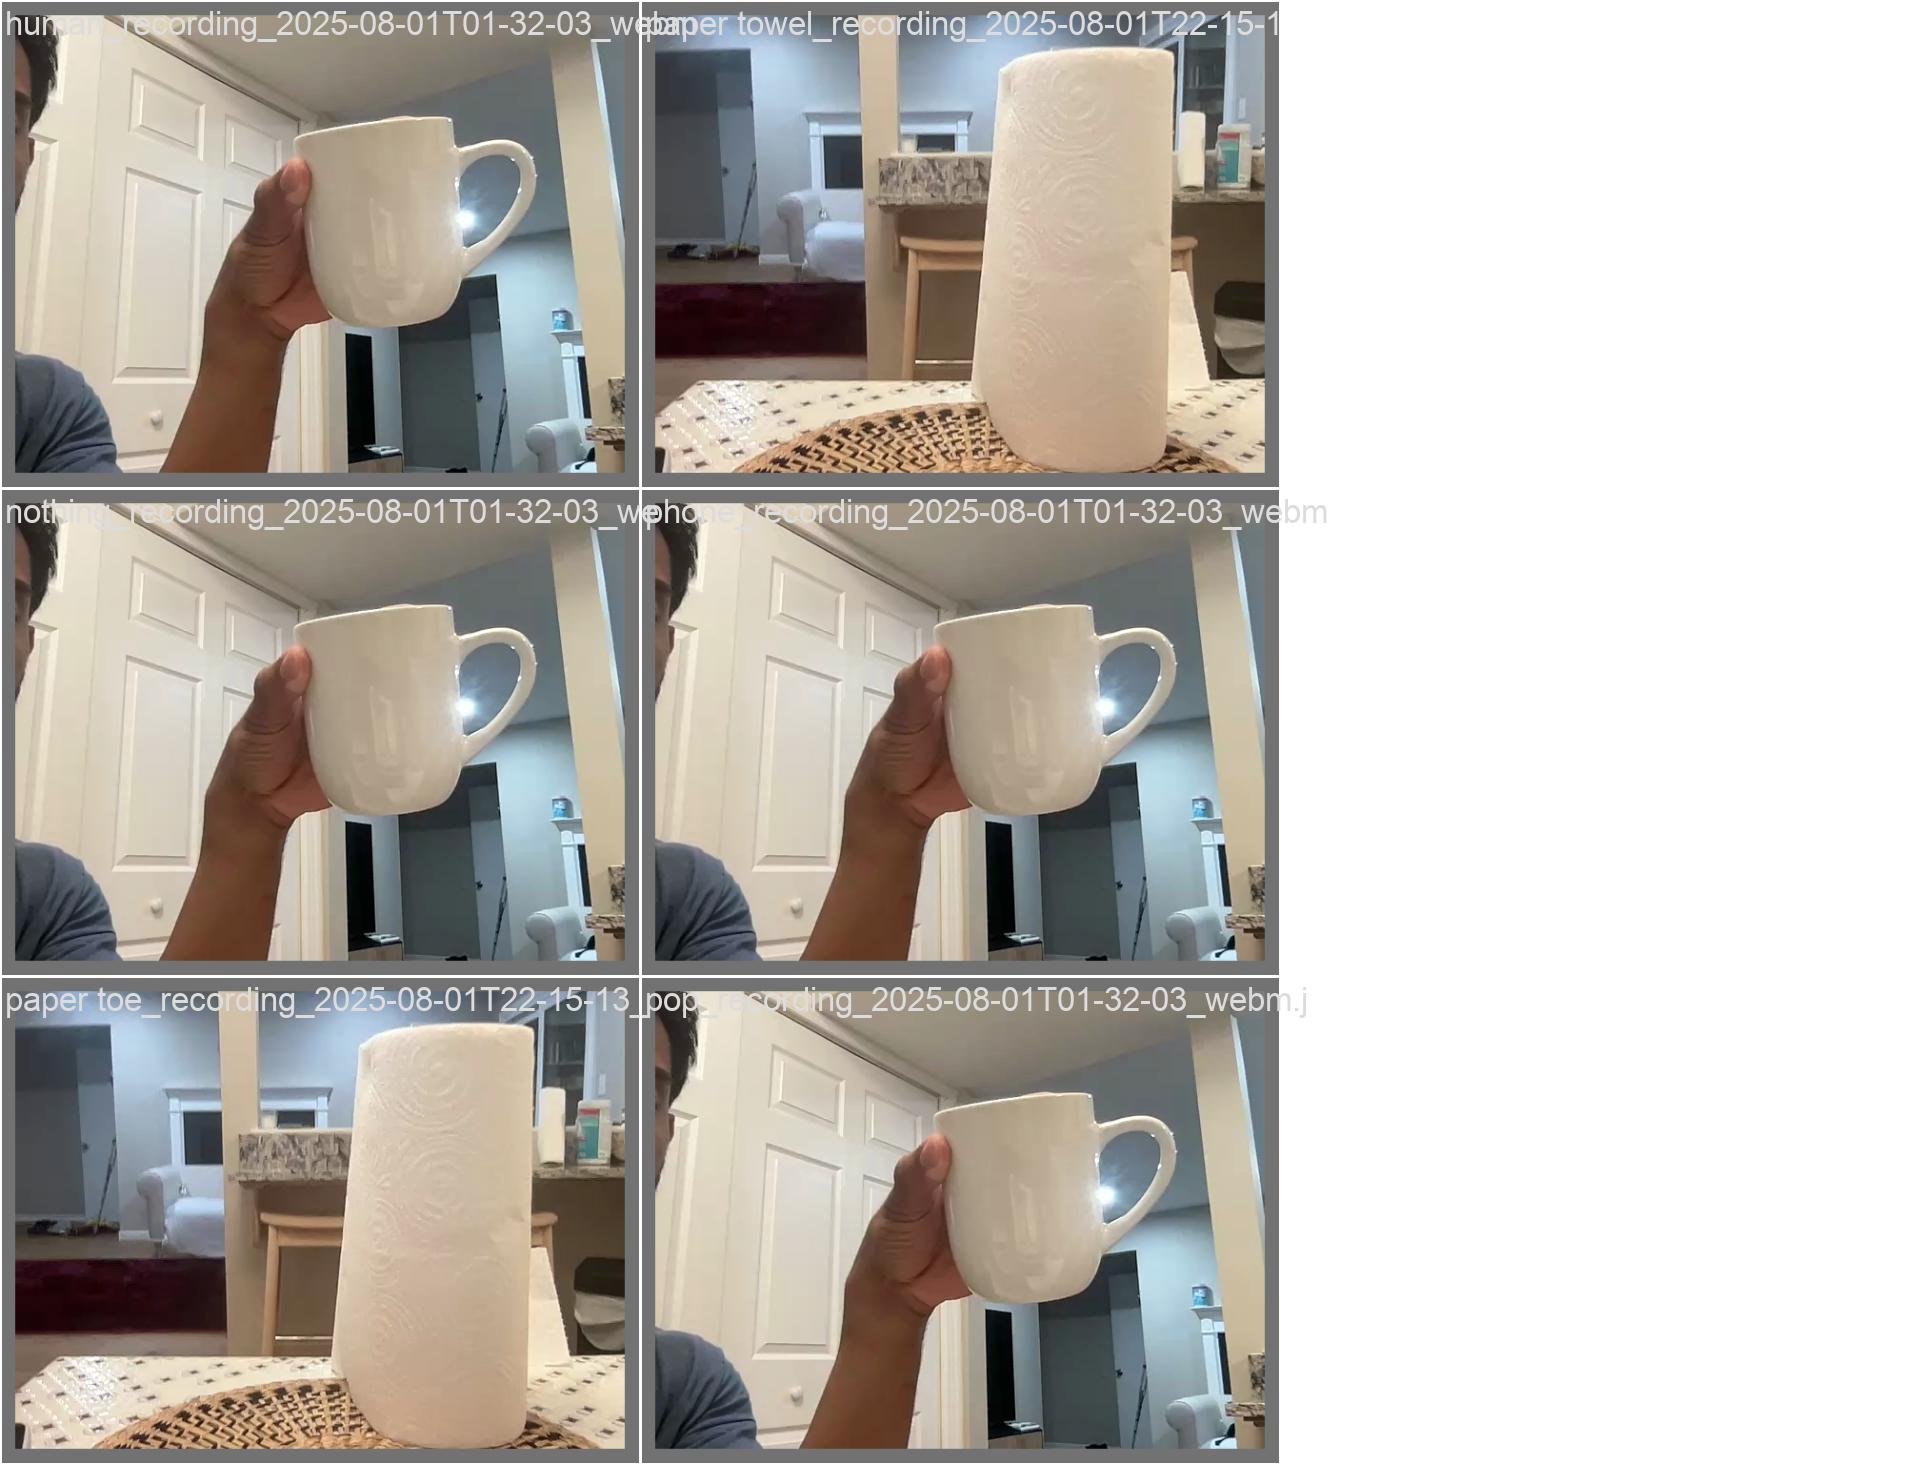 human_recording_2025-08-01T01-32-03_webm
paper towel_recording_2025-08-01T22-15-1
nothing_recording_2025-08-01T01-32-03_we
phone_recording_2025-08-01T01-32-03_webm
paper toe_recording_2025-08-01T22-15-13_
pop_recording_2025-08-01T01-32-03_webm.j